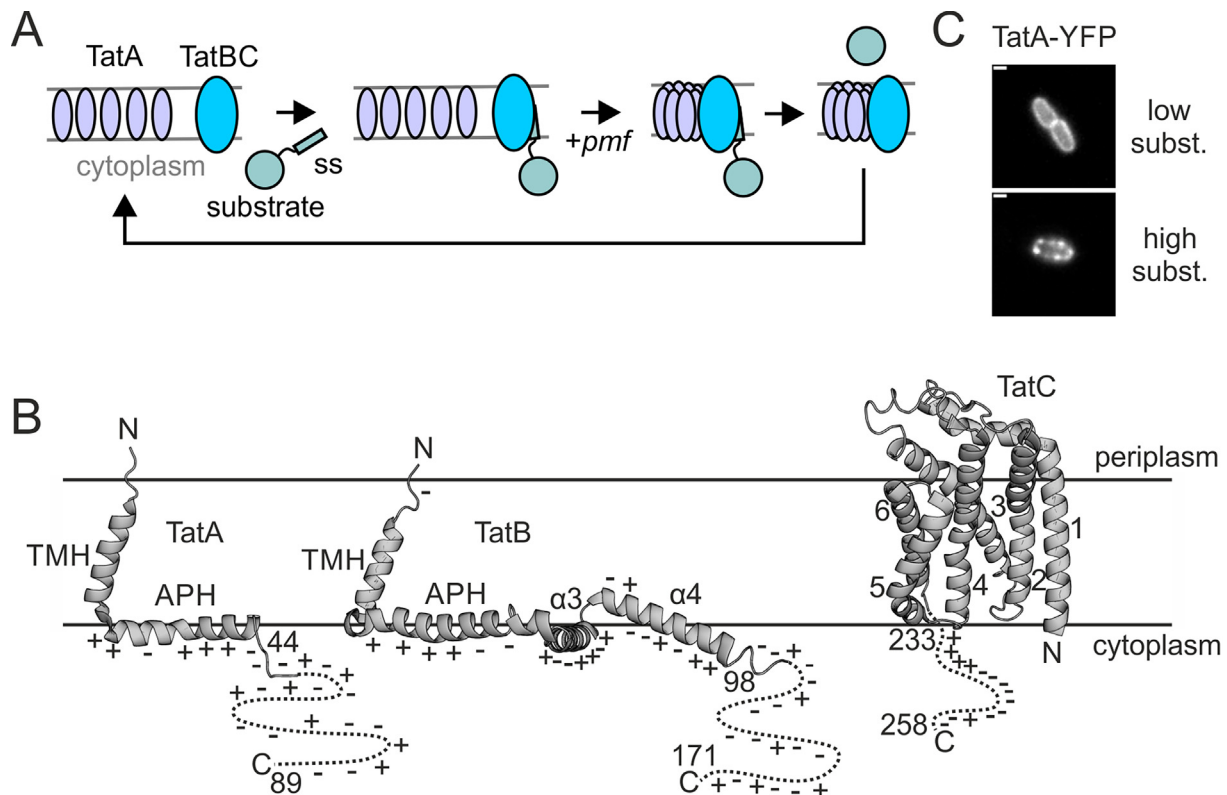 A
TatA
TatBC
cytoplasm
substrate
ss
+pmf
C
TatA-YFP
low
subst.
high
subst.
B
N
TatA
TMH
APH
44
C
89
N
-
TatB
TMH
APH
α3
α4
98
171
C
TatC
periplasm
6
3
1
5
4
2
N
cytoplasm
233
258
C